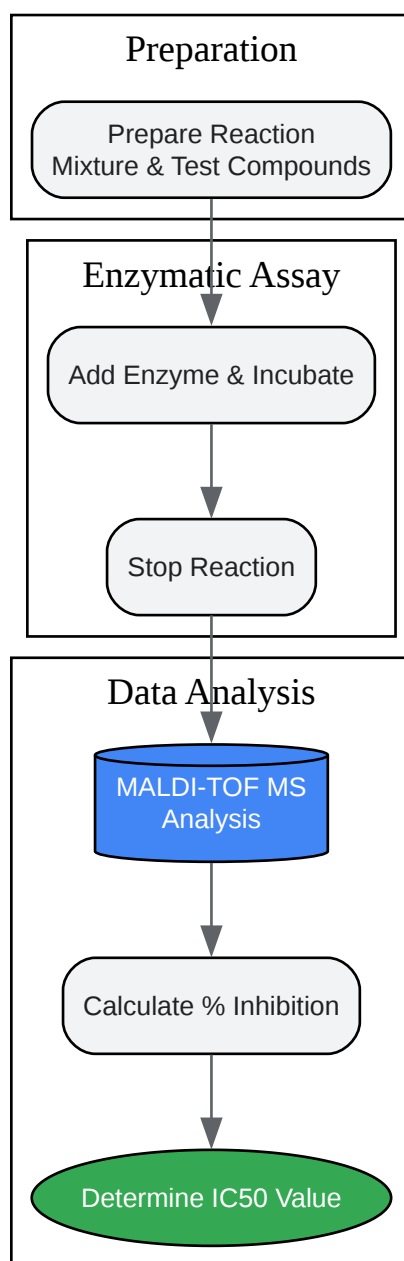 Preparation
Prepare Reaction
Mixture & Test Compounds
Enzymatic Assay
Add Enzyme & Incubate
Stop Reaction
Data Analysis
MALDI-TOF MS
Analysis
Calculate % Inhibition
Determine IC50 Value